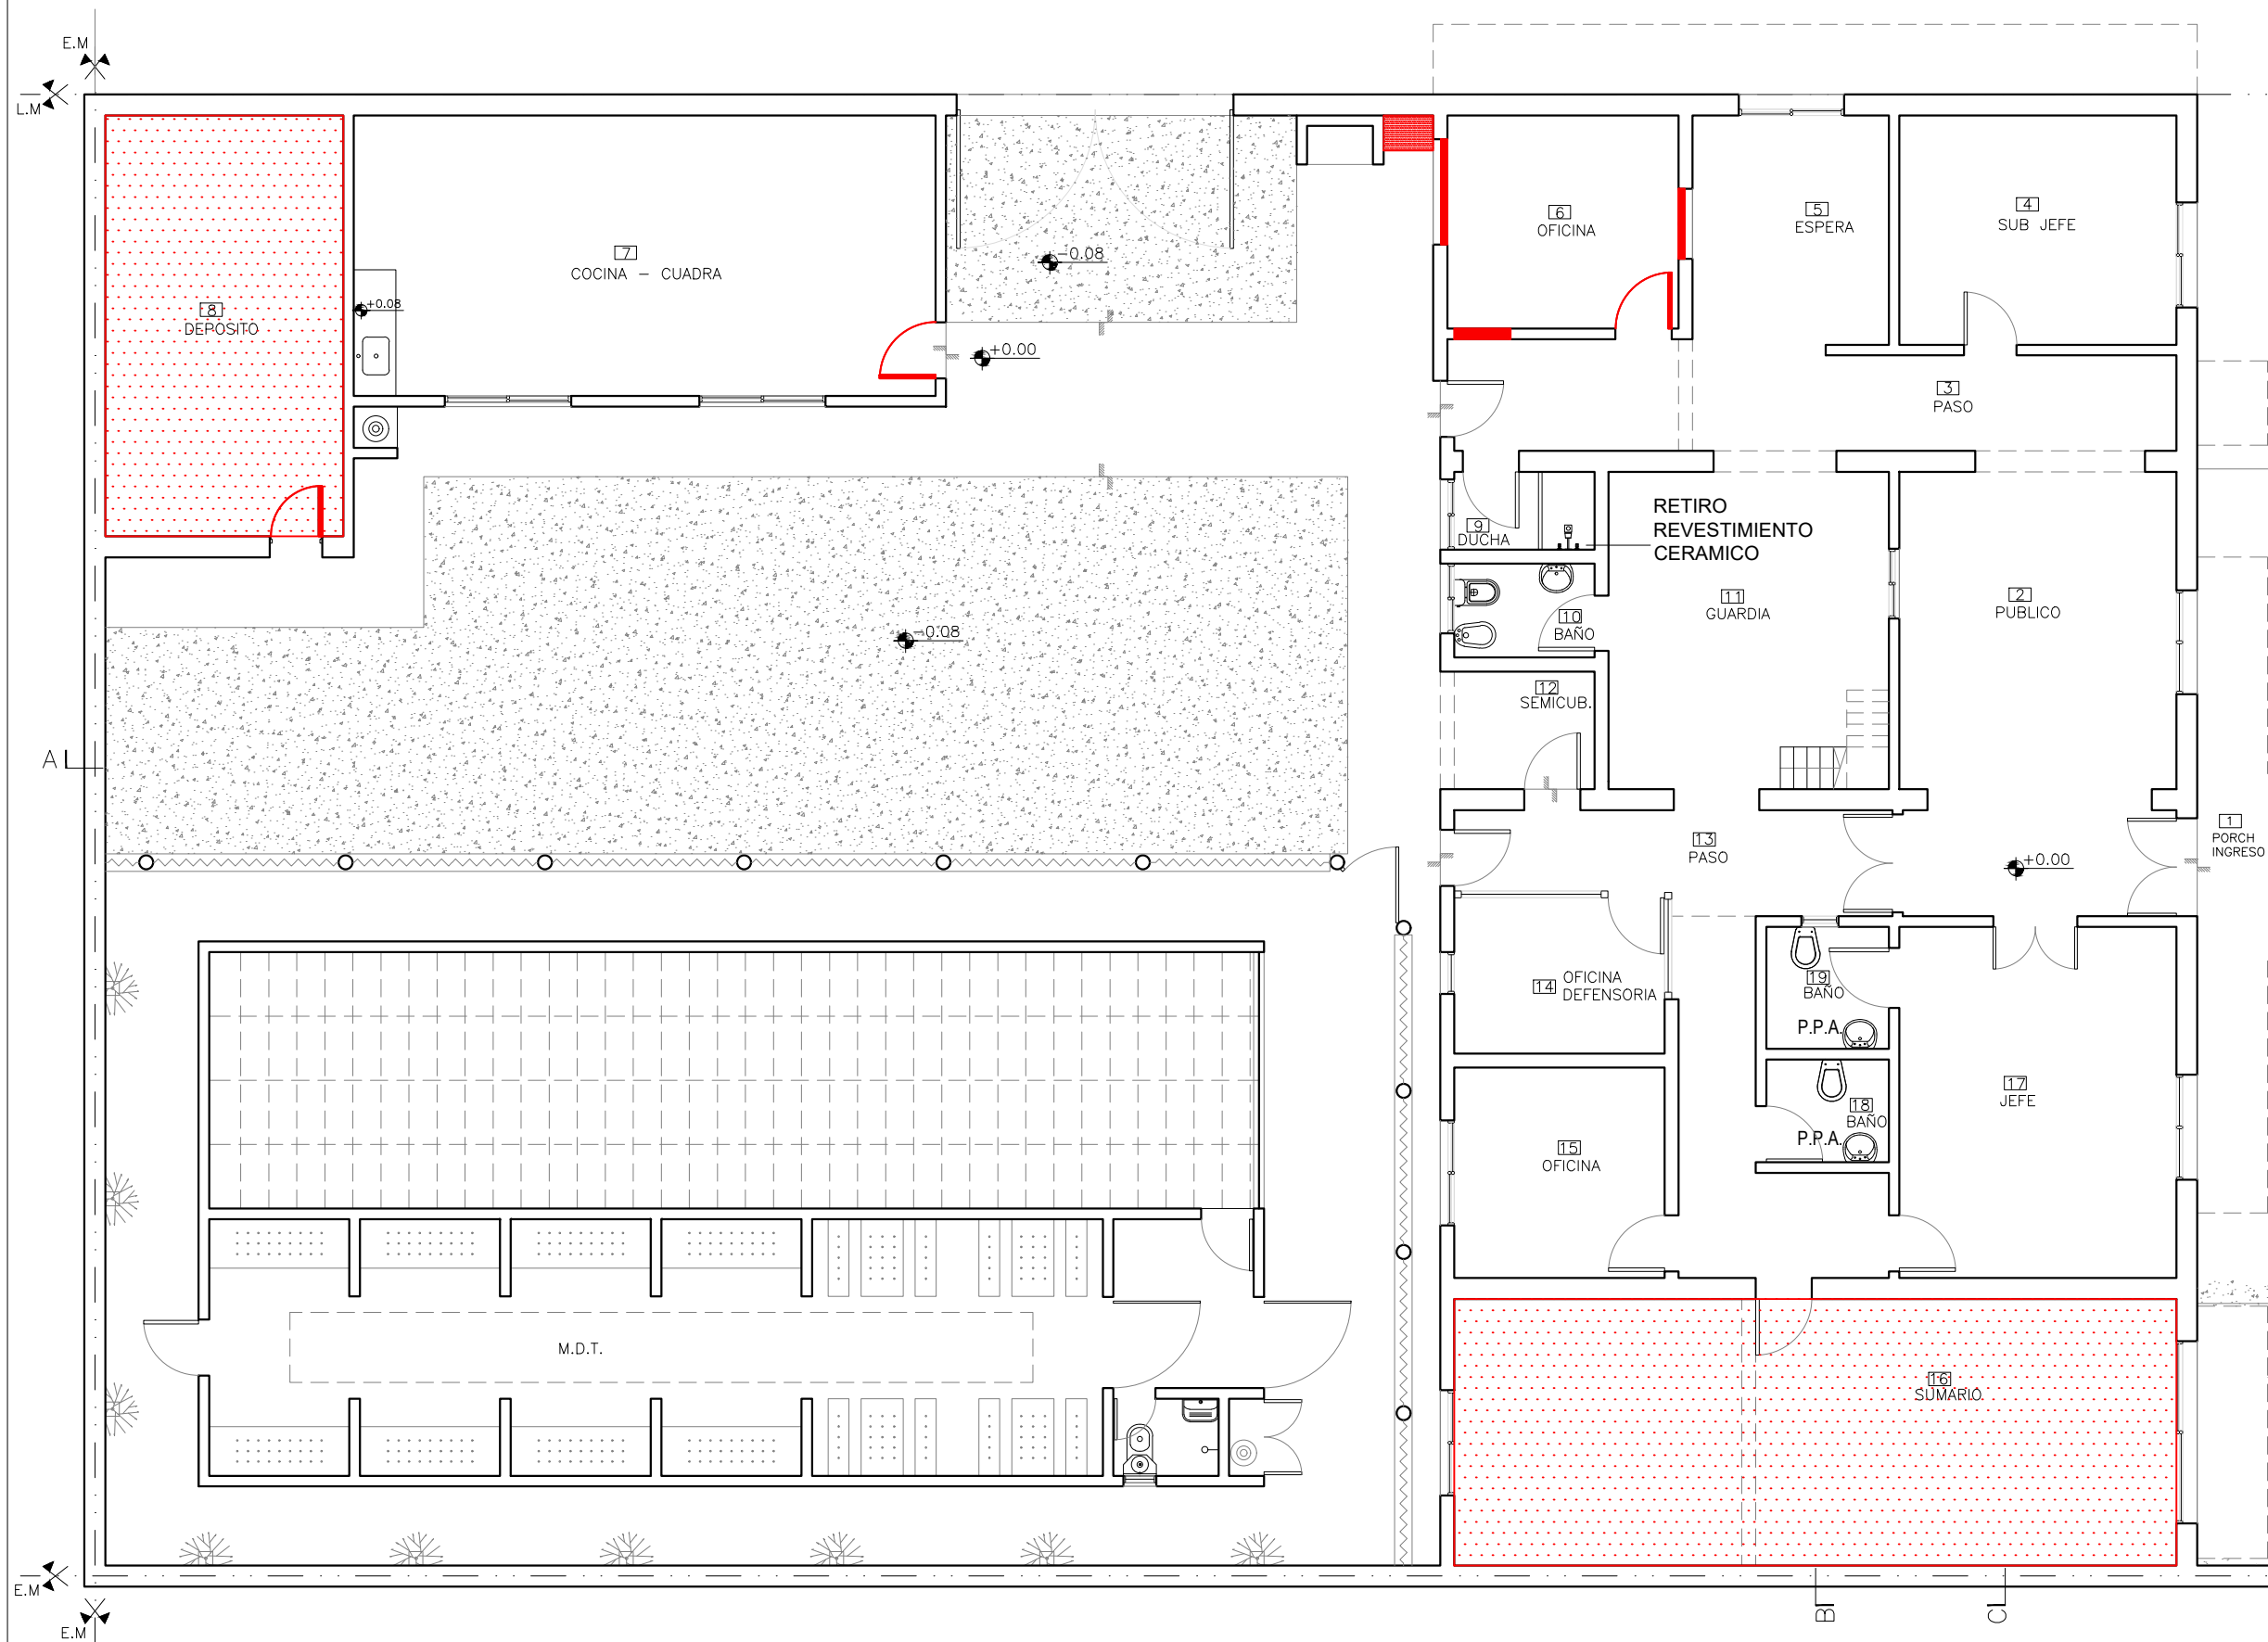 E.M
L.M
8
DEPOSITO
7
COCINA - CUADRA
+0.08
-0.08
+0.00
6
OFICINA
5
ESPERA
4
SUB JEFE
3
PASO
9
DUCHA
RETIRO
REVESTIMIENTO
CERAMICO
10
BAÑO
11
GUARDIA
2
PUBLICO
-0.08
12
SEMICUB.
A
13
PASO
1
PORCH
INGRESO
+0.00
14
OFICINA
DEFENSORIA
19
BAÑO
P.P.A.
18
BAÑO
P.P.A.
17
JEFE
15
OFICINA
M.D.T.
16
SUMARIO
E.M
E.M
B
C